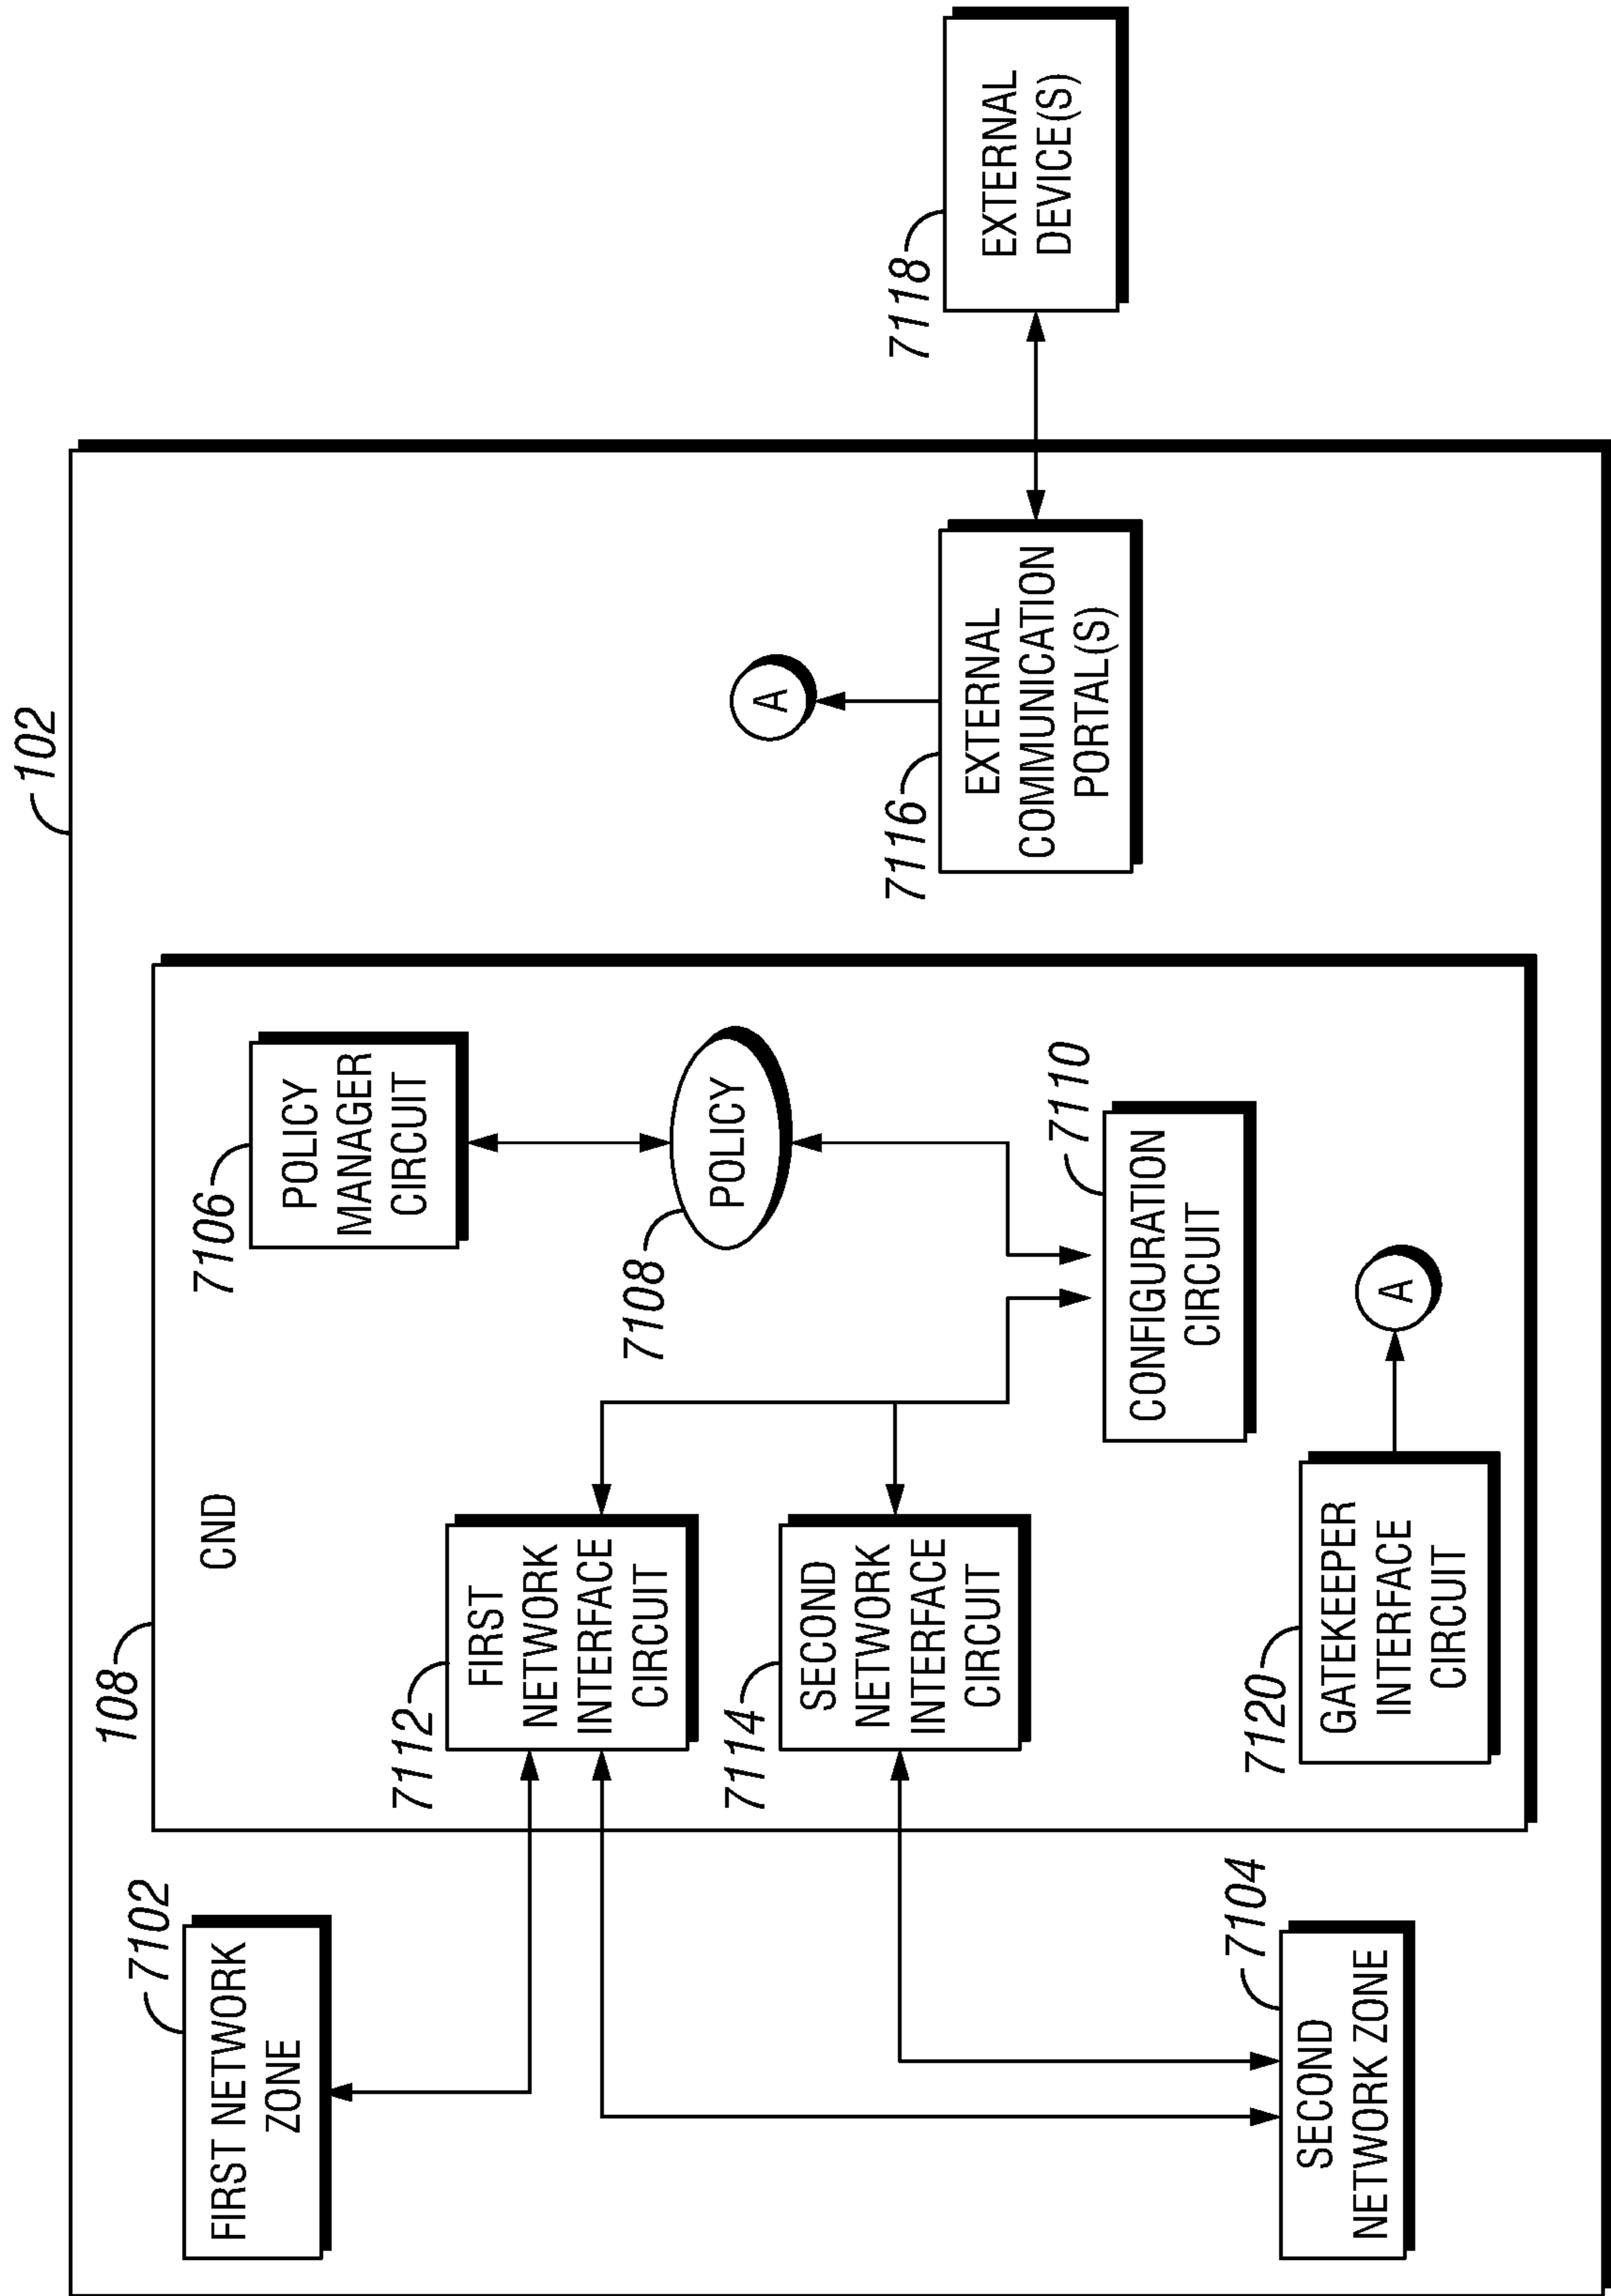 102
108
CND
7102
FIRST NETWORK
ZONE
7112
FIRST
NETWORK
INTERFACE
CIRCUIT
7106
POLICY
MANAGER
CIRCUIT
7108
POLICY
7114
SECOND
NETWORK
INTERFACE
CIRCUIT
7110
CONFIGURATION
CIRCUIT
7104
SECOND
NETWORK ZONE
7120
GATEKEEPER
INTERFACE
CIRCUIT
A
A
7116
EXTERNAL
COMMUNICATION
PORTAL(S)
7118
EXTERNAL
DEVICE(S)